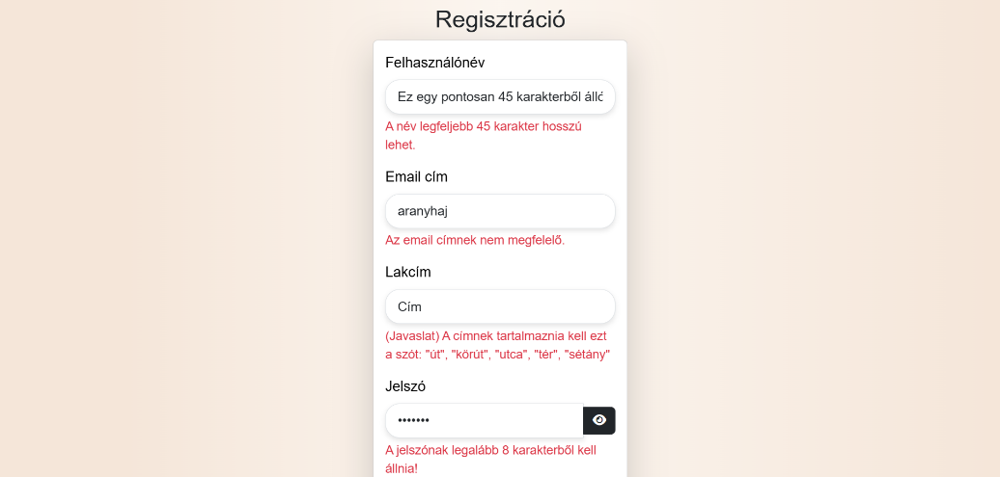 Regisztráció
Felhasználónév
Ez egy pontosan 45 karakterből álló
A név legfeljebb 45 karakter hosszú
lehet.
Email cím
aranyhaj
Az email címnek nem megfelelő.
Lakcím
Cím
(Javaslat) A címnek tartalmaznia kell ezt
a szót: "út", "körút", "utca", "tér", "sétány"
Jelszó
•••••••
A jelszónak legalább 8 karakterből kell
állnia!